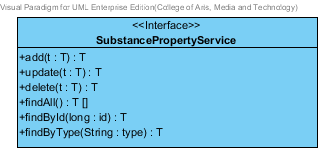 Visual Paradigm for UML Enterprise Edition(College of Arts, Media and Technology)
<<Interface>>
SubstancePropertyService
+add(t : T) : T
+update(t : T) : T
+delete(t : T) : T
+findAll() : T []
+findById(long : id) : T
+findByType(String : type) : T